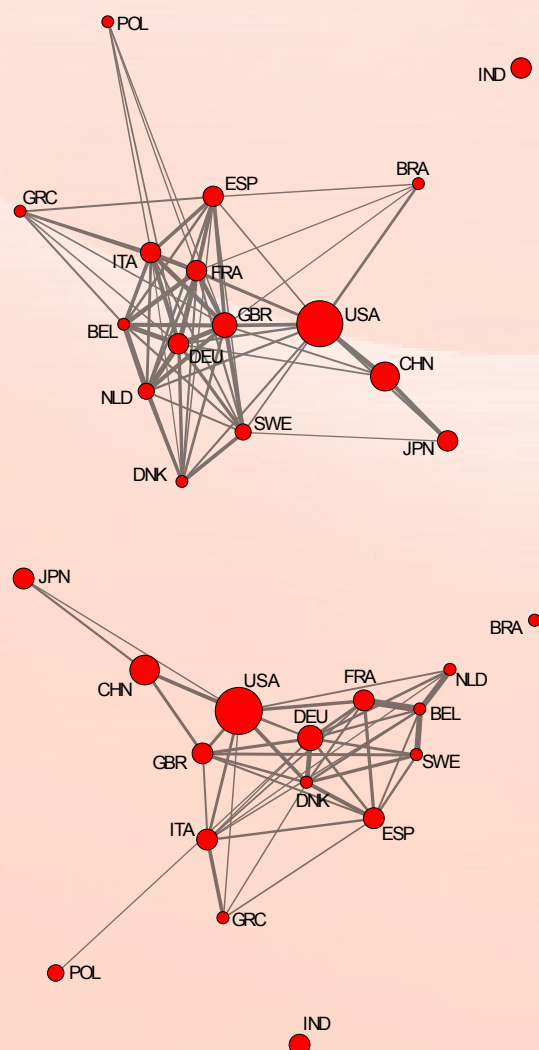 POL
IND
BRA
ESP
GRC
ITA
FRA
GBR
USA
BEL
DEU
CHN
NLD
SWE
JPN
DNK
JPN
BRA
USA
FRA
NLD
CHN
DEU
BEL
GBR
SWE
DNK
ITA
ESP
GRC
POL
IND